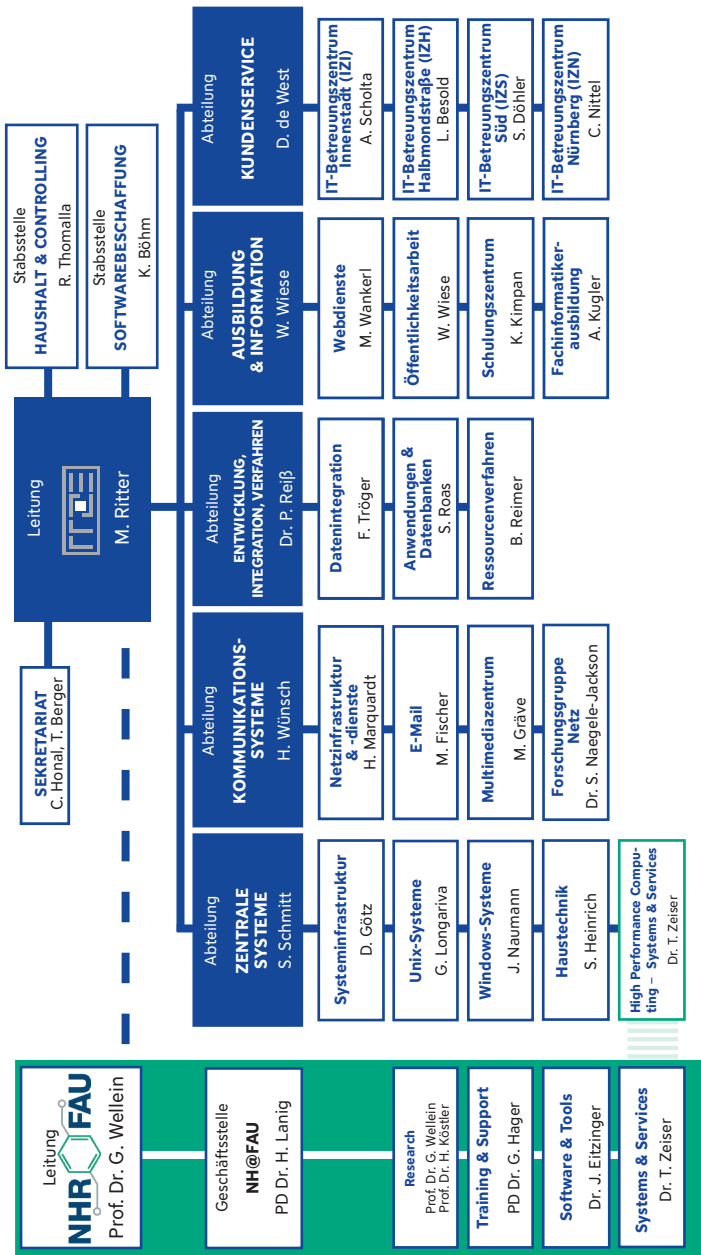 Leitung
NHR FAU
Prof. Dr. G. Wellein
Geschäftsstelle
NH@FAU
PD Dr. H. Lanig
Research
Prof. Dr. G. Wellein
Prof. Dr. H. Köstler
Training & Support
PD Dr. G. Hager
Software & Tools
Dr. J. Eitzinger
Systems & Services
Dr. T. Zeiser
SEKRETARIAT
C. Honal, T. Berger
Leitung
RRZE
M. Ritter
Stabsstelle
HAUSHALT & CONTROLLING
R. Thomalla
Stabsstelle
SOFTWAREBESCHAFFUNG
K. Böhm
Abteilung
ZENTRALE
SYSTEME
S. Schmitt
Systeminfrastruktur
D. Götz
Unix-Systeme
G. Longariva
Windows-Systeme
J. Naumann
Haustechnik
S. Heinrich
High Performance Compu-
ting – Systems & Services
Dr. T. Zeiser
Abteilung
KOMMUNIKATIONS-
SYSTEME
H. Wünsch
Netzinfrastruktur
& -dienste
H. Marquardt
E-Mail
M. Fischer
Multimediazentrum
M. Gräve
Forschungsgruppe
Netz
Dr. S. Naegele-Jackson
Abteilung
ENTWICKLUNG,
INTEGRATION, VERFAHREN
Dr. P. Reiß
Datenintegration
F. Tröger
Anwendungen &
Datenbanken
S. Roas
Ressourcenverfahren
B. Reimer
Abteilung
AUSBILDUNG
& INFORMATION
W. Wiese
Webdienste
M. Wankerl
Öffentlichkeitsarbeit
W. Wiese
Schulungszentrum
K. Kimpan
Fachinformatiker-
ausbildung
A. Kugler
Abteilung
KUNDENSERVICE
D. de West
IT-Betreuungszentrum
Innenstadt (IZI)
A. Scholta
IT-Betreuungszentrum
Halbmondstraße (IZH)
L. Besold
IT-Betreuungszentrum
Süd (IZS)
S. Döhler
IT-Betreuungszentrum
Nürnberg (IZN)
C. Nittel